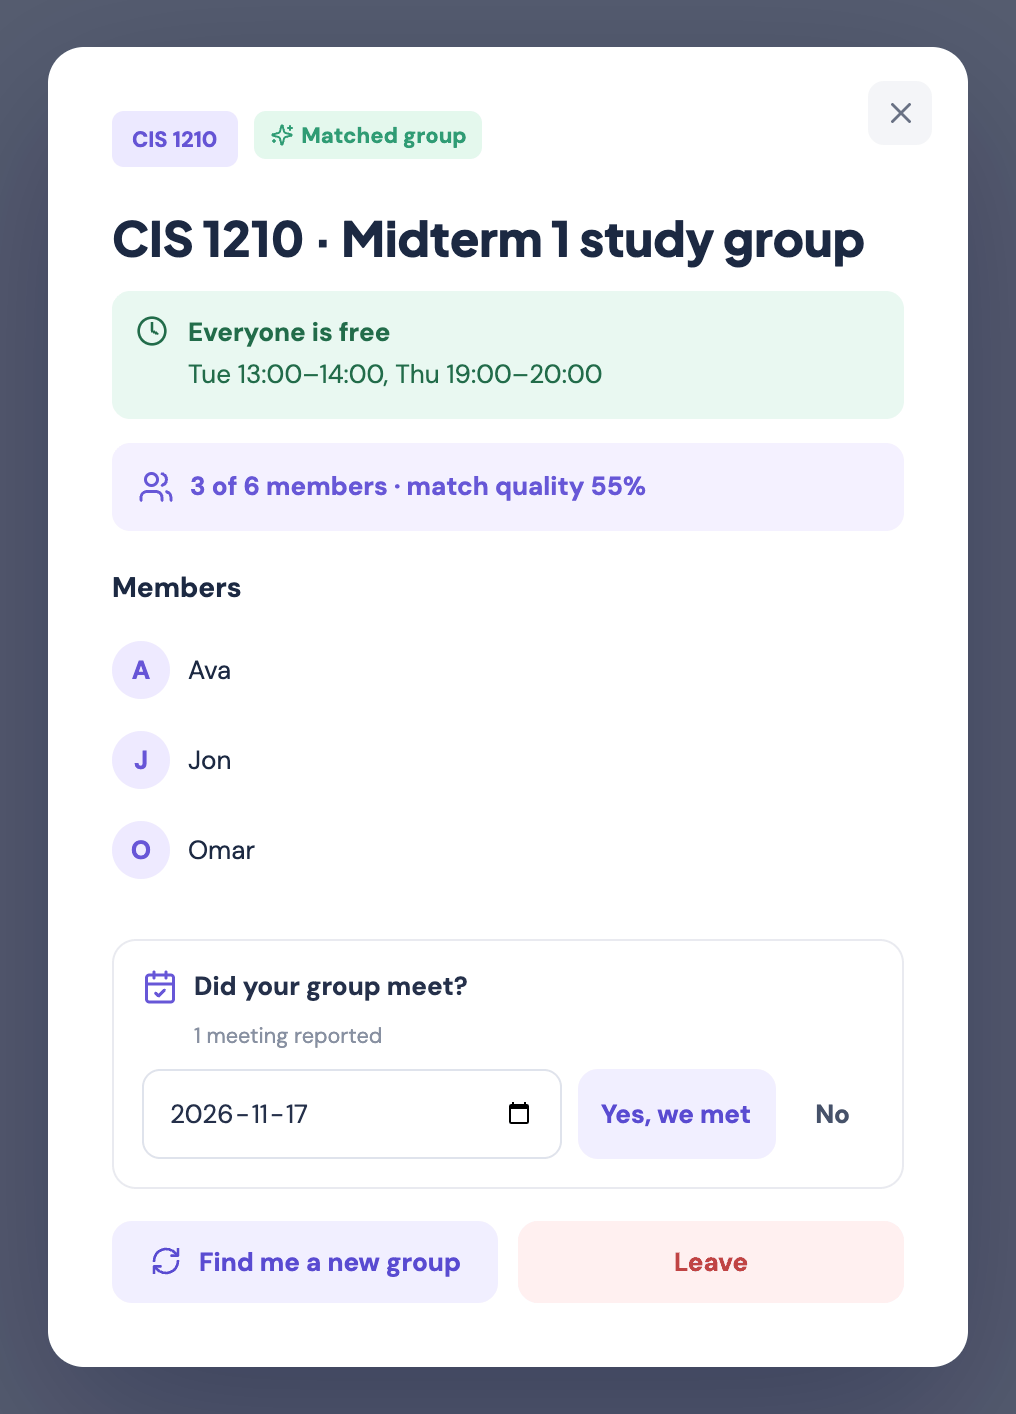 CIS 1210
Matched group
CIS 1210 · Midterm 1 study group
Everyone is free
Tue 13:00–14:00, Thu 19:00–20:00
3 of 6 members · match quality 55%
Members
A
Ava
J
Jon
O
Omar
Did your group meet?
1 meeting reported
2026-11-17
Yes, we met
No
Find me a new group
Leave